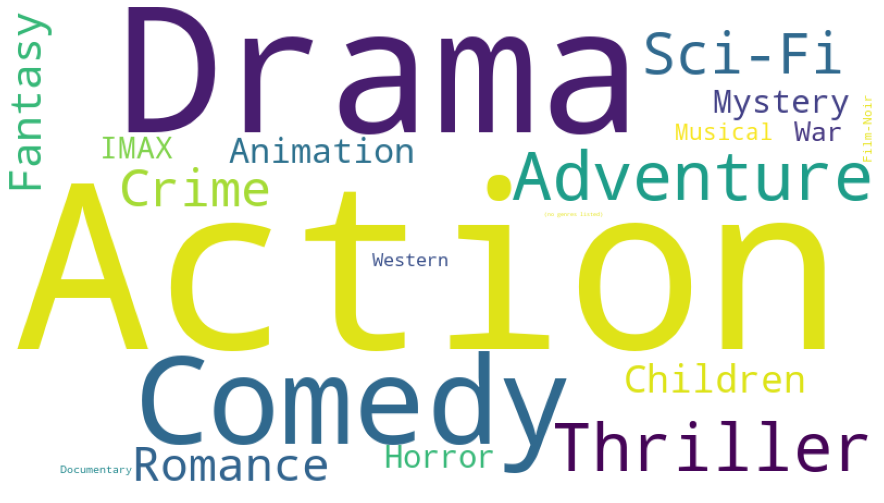 Fantasy
Drama
Sci-Fi
Mystery
Musical
War
Film-Noir
IMAX
Animation
Crime
Adventure
(no genres listed)
Action
Western
Comedy
Children
Thriller
Horror
Romance
Documentary